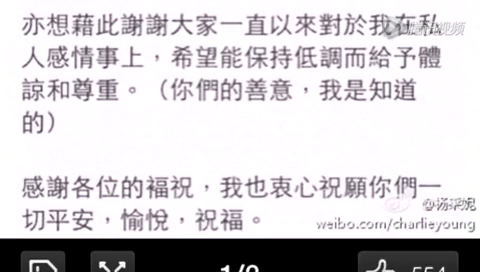 亦想藉此謝謝大家一直以來對於我在私
人感情事上，希望能保持低調而給予體
諒和尊重。（你們的善意，我是知道
的）
感謝各位的福祝，我也衷心祝願你們一
切平安，愉悅，祝福。
@杨采妮
weibo.com/charlieyoung